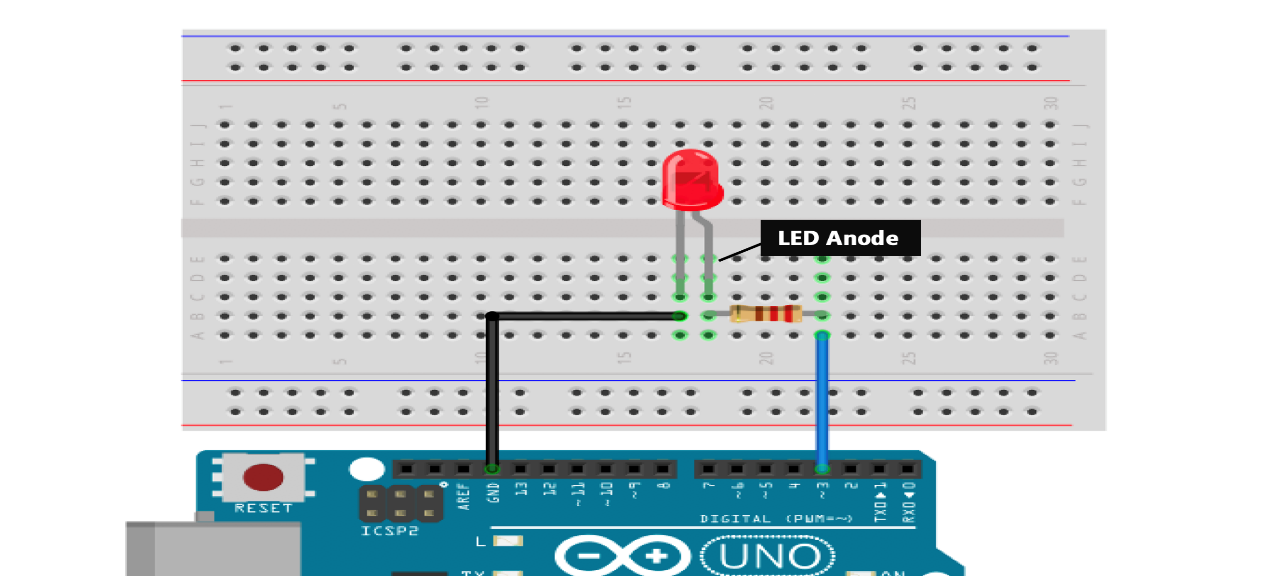 1 5 10 15 20 25 30
J J
I I
H H
G G
F F
LED Anode
E E
D D
C C
B B
A A
1 5 10 15 20 25 30
RESET
ICSP2
AREF GND 13 12 ~11 ~10 ~9 8 7 ~6 ~5 4 ~3 2 TX0▶1 RX0◀0
DIGITAL (PWM=~)
L
UNO
TX
ON